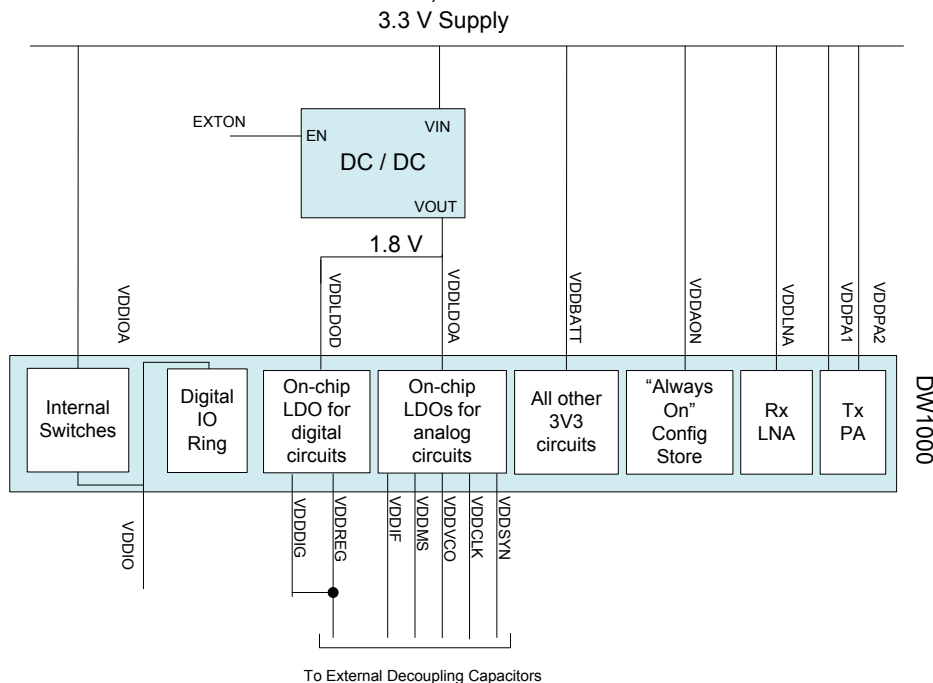 3.3 V Supply
EXTON
EN
VIN
DC / DC
VOUT
1.8 V
VDDIOA
VDDLDOD
VDDLDOA
VDDBATT
VDDAON
VDDLNA
VDDPA1
VDDPA2
Internal
Switches
Digital
IO
Ring
On-chip
LDO for
digital
circuits
On-chip
LDOs for
analog
circuits
All other
3V3
circuits
“Always
On”
Config
Store
Rx
LNA
Tx
PA
DW1000
VDDIO
VDDDIG
VDDREG
VDDIF
VDDMS
VDDVCO
VDDCLK
VDDSYN
To External Decoupling Capacitors